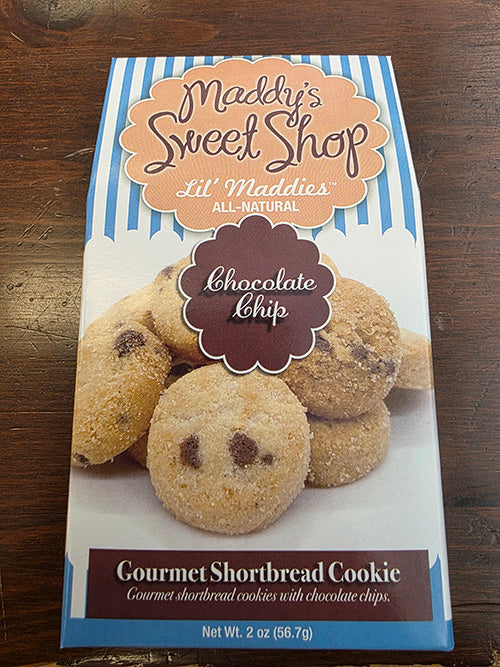 Maddy's
Sweet Shop
Lil' Maddies™
ALL-NATURAL
Chocolate
Chip
Gourmet Shortbread Cookie
Gourmet shortbread cookies with chocolate chips.
Net Wt. 2 oz (56.7g)